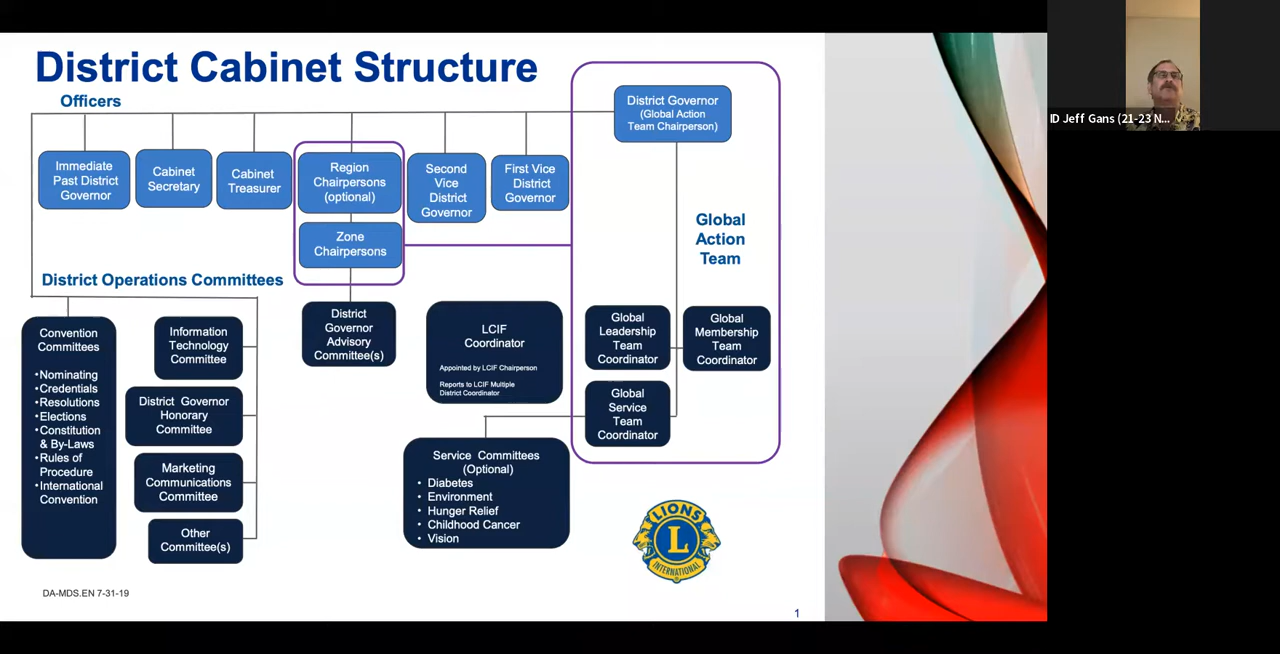 District Cabinet Structure
Officers
District Governor
(Global Action
Team Chairperson)
Immediate
Past District
Governor
Cabinet
Secretary
Cabinet
Treasurer
Region
Chairpersons
(optional)
Second
Vice
District
Governor
First Vice
District
Governor
Zone
Chairpersons
Global
Action
Team
District Operations Committees
Convention
Committees
•Nominating
•Credentials
•Resolutions
•Elections
•Constitution
& By-Laws
•Rules of
Procedure
•International
Convention
Information
Technology
Committee
District Governor
Honorary
Committee
Marketing
Communications
Committee
Other
Committee(s)
District
Governor
Advisory
Committee(s)
LCIF
Coordinator
Appointed by LCIF Chairperson
Reports to LCIF Multiple
District Coordinator
Global
Leadership
Team
Coordinator
Global
Membership
Team
Coordinator
Global
Service
Team
Coordinator
Service Committees
(Optional)
• Diabetes
• Environment
• Hunger Relief
• Childhood Cancer
• Vision
LIONS
L
INTERNATIONAL
DA-MDS.EN 7-31-19
1
ID Jeff Gans (21-23 N...